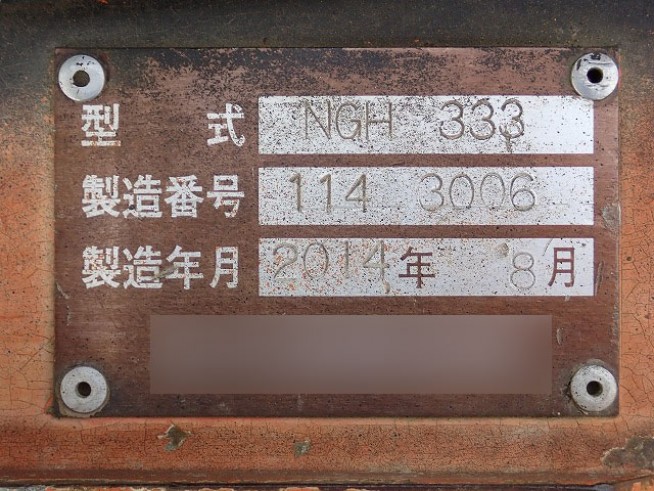 型 式 NGH 333
製造番号 114 3006
製造年月 2014年 8月